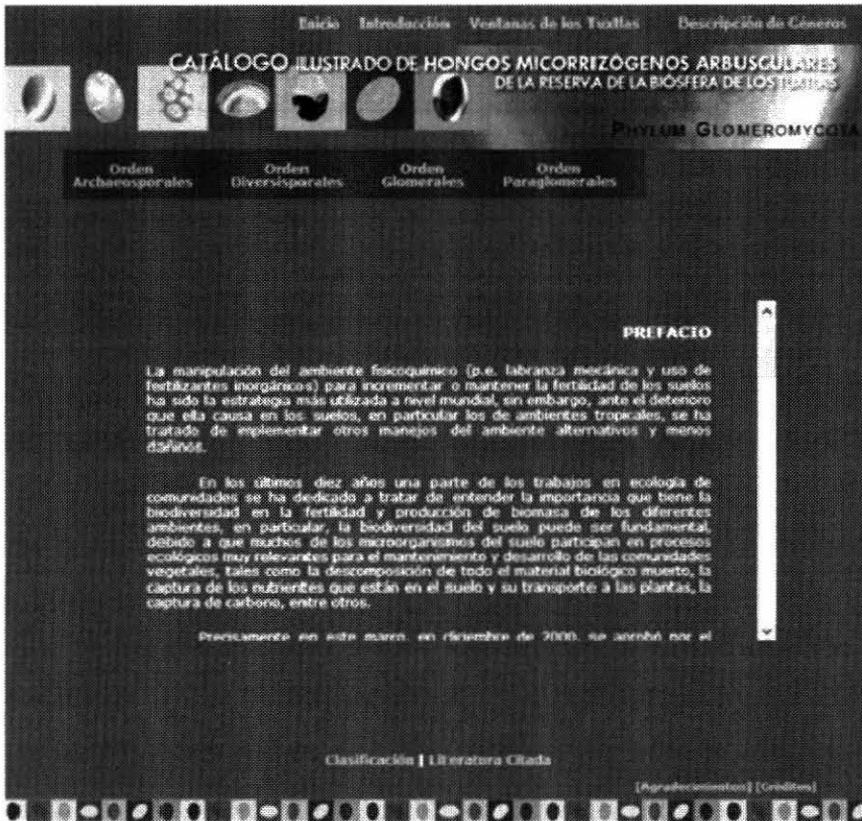 Inicio Introducción Ventanas de los Tuxtlas Descripción de Géneros
CATÁLOGO ILUSTRADO DE HONGOS MICORRIZÓGENOS ARBUSCULARES
DE LA RESERVA DE LA BIÓSFERA DE LOS TUXTLAS
PHYLUM GLOMEROMYCOTA
Orden Archaeosporales
Orden Diversisporales
Orden Glomerales
Orden Paraglomerales
PREFACIO
La manipulación del ambiente fisicoquímico (p.e. labranza mecánica y uso de
fertilizantes inorgánicos) para incrementar o mantener la fertilidad de los suelos
ha sido la estrategia más utilizada a nivel mundial, sin embargo, ante el deterioro
que ella causa en los suelos, en particular los de ambientes tropicales, se ha
tratado de implementar otros manejos del ambiente alternativos y menos
dañinos.
En los últimos diez años una parte de los trabajos en ecología de
comunidades se ha dedicado a tratar de entender la importancia que tiene la
biodiversidad en la fertilidad y producción de biomasa de los diferentes
ambientes, en particular, la biodiversidad del suelo puede ser fundamental,
debido a que muchos de los microorganismos del suelo participan en procesos
ecológicos muy relevantes para el mantenimiento y desarrollo de las comunidades
vegetales, tales como la descomposición de todo el material biológico muerto, la
captura de los nutrientes que están en el suelo y su transporte a las plantas, la
captura de carbono, entre otros.
Precisamente en este marco, en diciembre de 2000, se aprobó por el
Clasificación | Literatura Citada
[Agradecimientos] [Créditos]